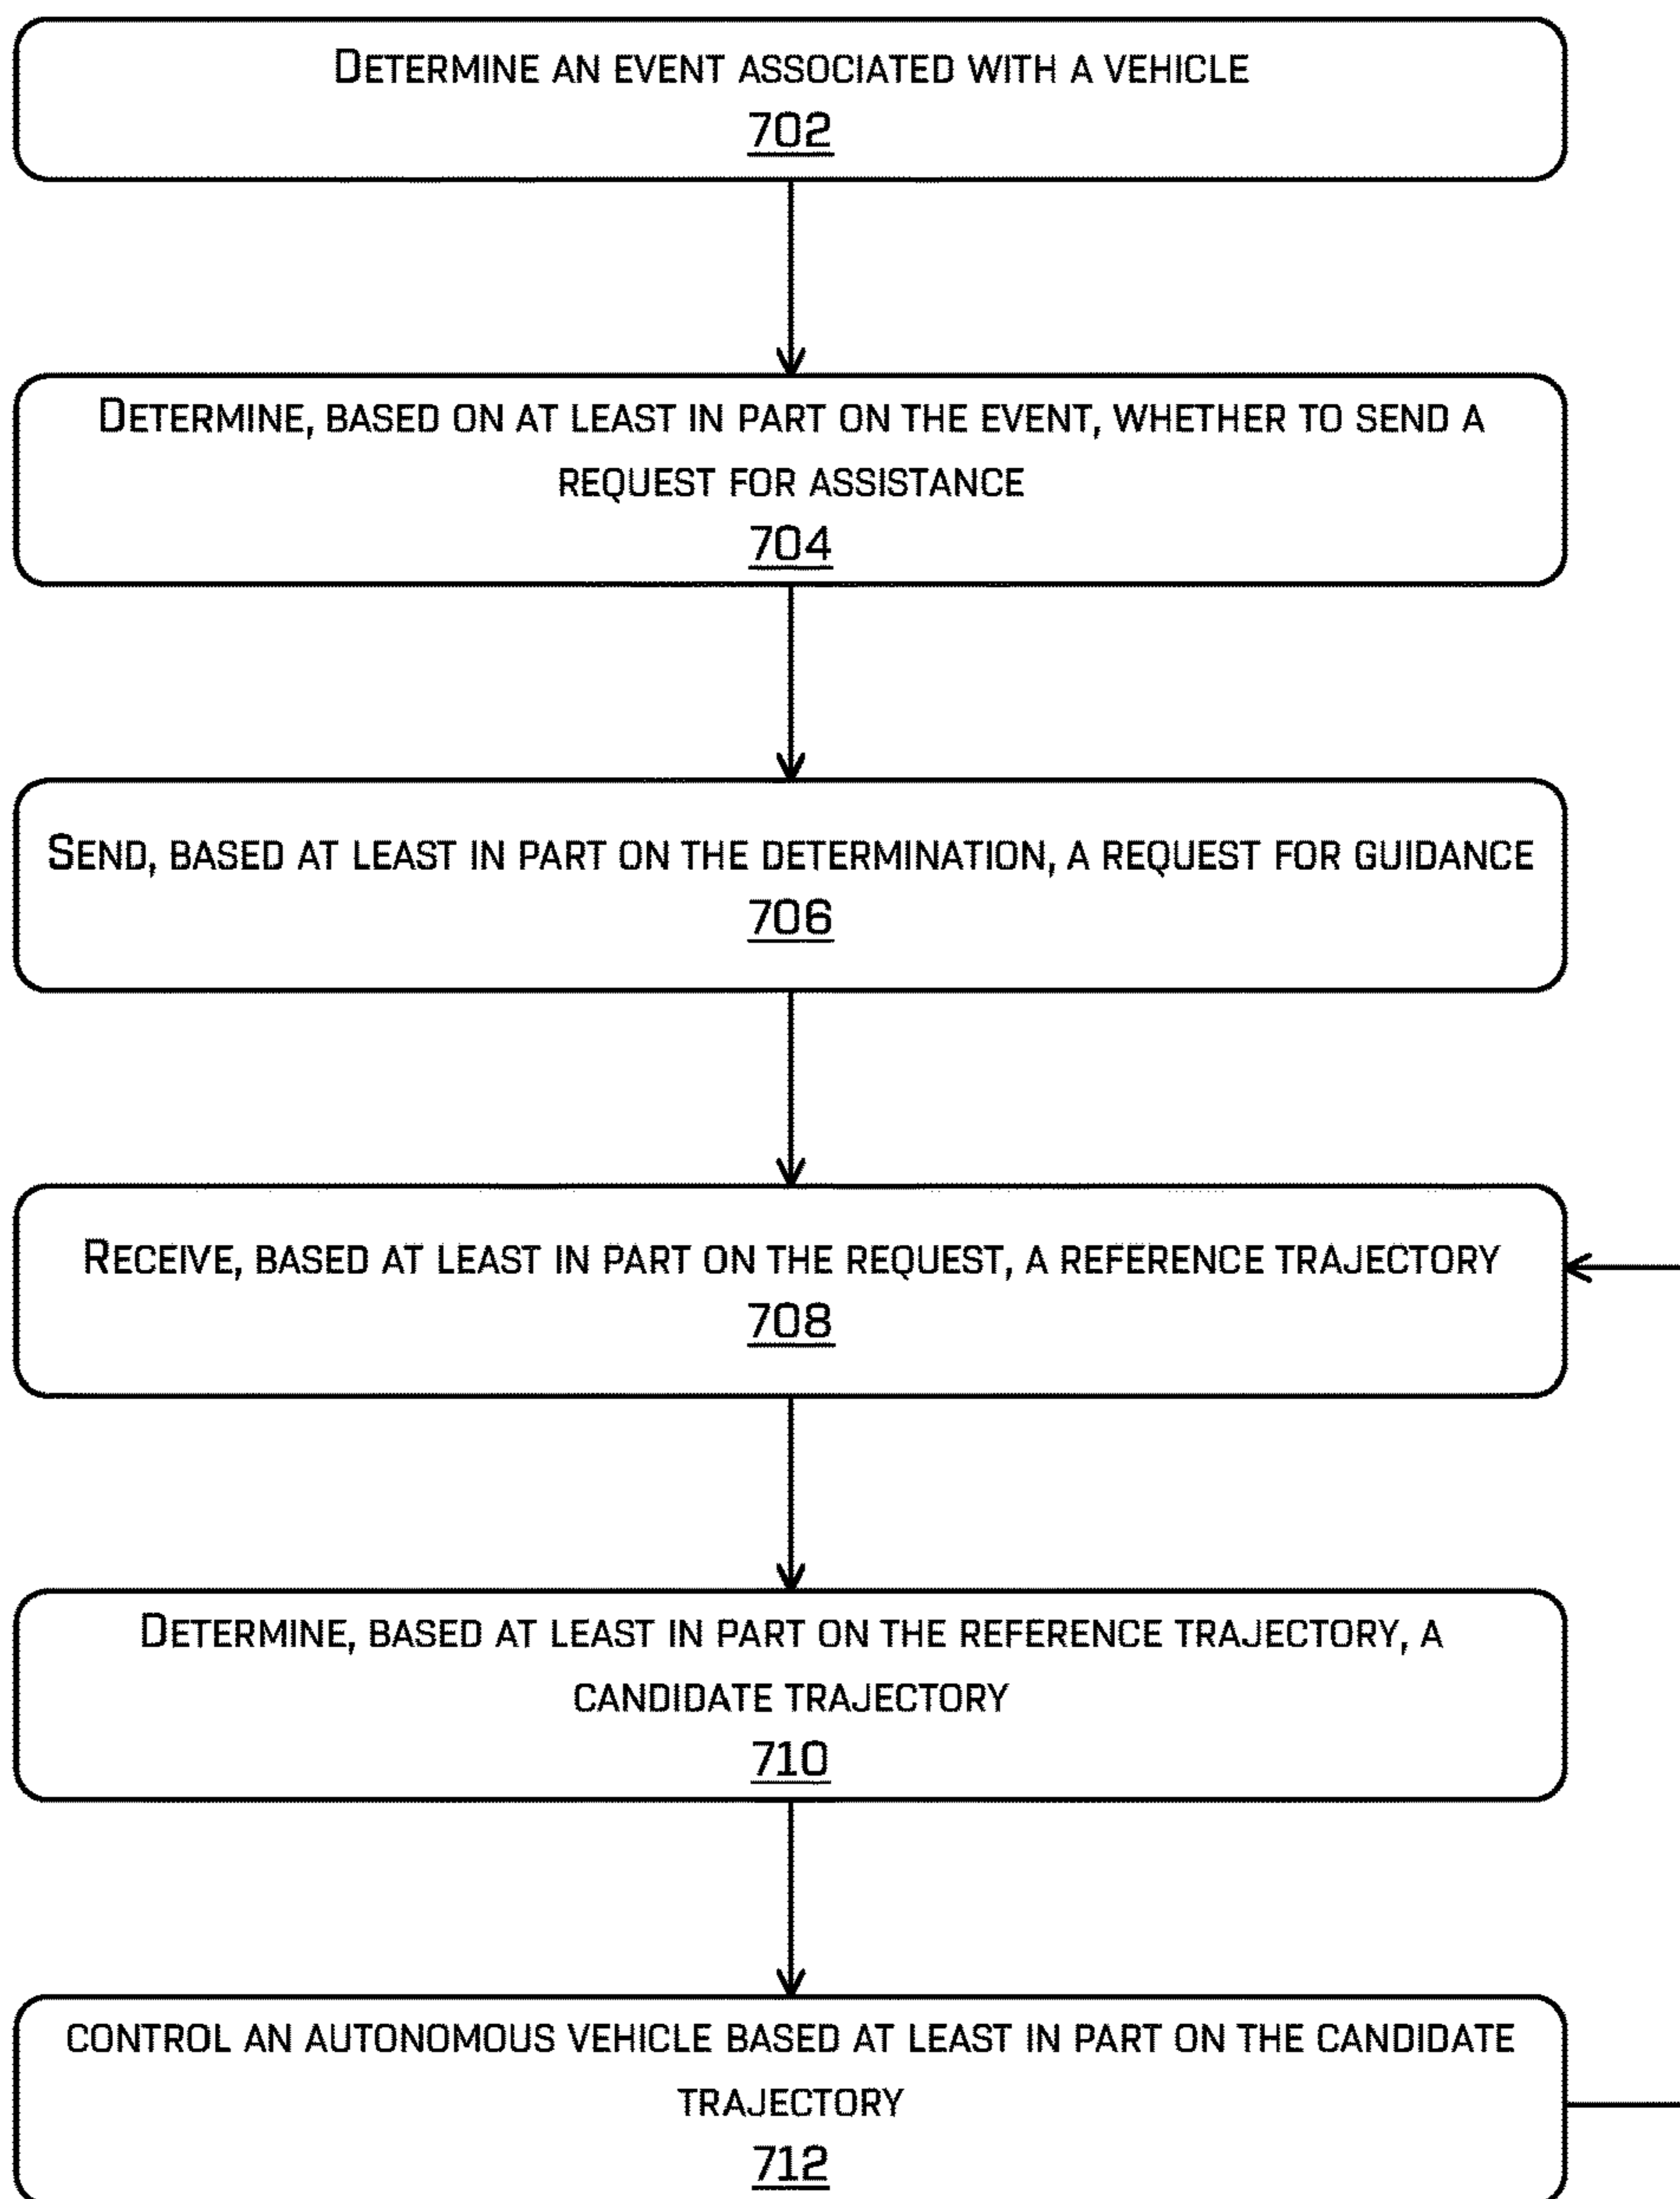 DETERMINE AN EVENT ASSOCIATED WITH A VEHICLE
702
DETERMINE, BASED ON AT LEAST IN PART ON THE EVENT, WHETHER TO SEND A
REQUEST FOR ASSISTANCE
704
SEND, BASED AT LEAST IN PART ON THE DETERMINATION, A REQUEST FOR GUIDANCE
706
RECEIVE, BASED AT LEAST IN PART ON THE REQUEST, A REFERENCE TRAJECTORY
708
DETERMINE, BASED AT LEAST IN PART ON THE REFERENCE TRAJECTORY, A
CANDIDATE TRAJECTORY
710
CONTROL AN AUTONOMOUS VEHICLE BASED AT LEAST IN PART ON THE CANDIDATE
TRAJECTORY
712